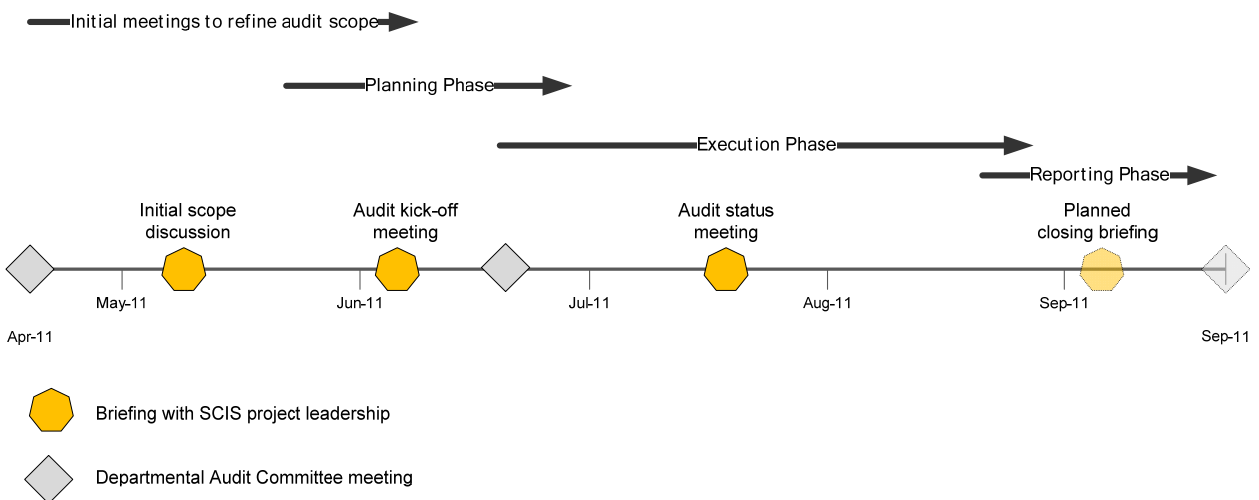 Initial meetings to refine audit scope
Planning Phase
Execution Phase
Reporting Phase
Initial scope
discussion
Audit kick-off
meeting
Audit status
meeting
Planned
closing briefing
May-11
Jun-11
Jul-11
Aug-11
Sep-11
Apr-11
Sep-11
Briefing with SCIS project leadership
Departmental Audit Committee meeting